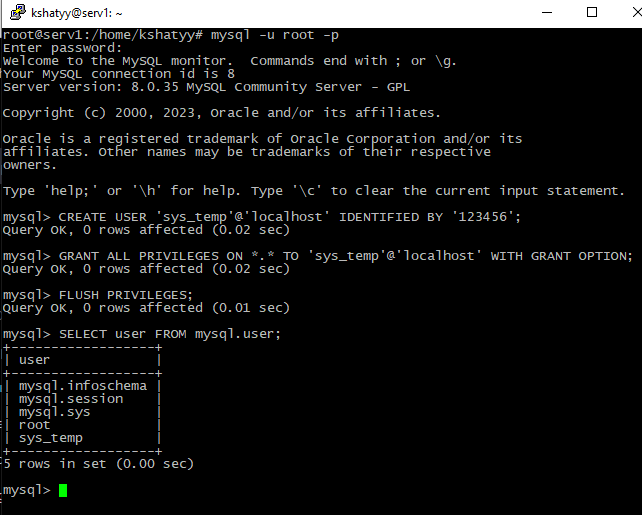 kshatyy@serv1: ~
root@serv1:/home/kshatyy# mysql -u root -p
Enter password:
Welcome to the MySQL monitor.  Commands end with ; or \g.
Your MySQL connection id is 8
Server version: 8.0.35 MySQL Community Server - GPL
Copyright (c) 2000, 2023, Oracle and/or its affiliates.
Oracle is a registered trademark of Oracle Corporation and/or its
affiliates. Other names may be trademarks of their respective
owners.
Type 'help;' or '\h' for help. Type '\c' to clear the current input statement.
mysql> CREATE USER 'sys_temp'@'localhost' IDENTIFIED BY '123456';
Query OK, 0 rows affected (0.02 sec)
mysql> GRANT ALL PRIVILEGES ON *.* TO 'sys_temp'@'localhost' WITH GRANT OPTION;
Query OK, 0 rows affected (0.02 sec)
mysql> FLUSH PRIVILEGES;
Query OK, 0 rows affected (0.01 sec)
mysql> SELECT user FROM mysql.user;
+------------------+
| user             |
+------------------+
| mysql.infoschema |
| mysql.session    |
| mysql.sys        |
| root             |
| sys_temp         |
+------------------+
5 rows in set (0.00 sec)
mysql>